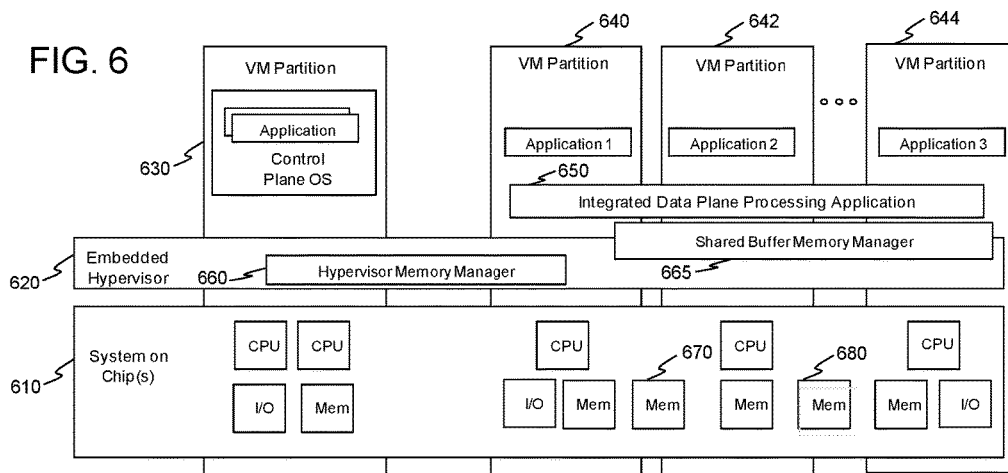 FIG. 6
640
642
644
VM Partition
VM Partition
VM Partition
VM Partition
Application
Control
Plane OS
630
Application 1
Application 2
Application 3
650
Integrated Data Plane Processing Application
Shared Buffer Memory Manager
Embedded
Hypervisor
620
660
Hypervisor Memory Manager
665
System on
Chip(s)
610
CPU
CPU
CPU
CPU
CPU
670
680
I/O
Mem
I/O
Mem
Mem
Mem
Mem
Mem
I/O